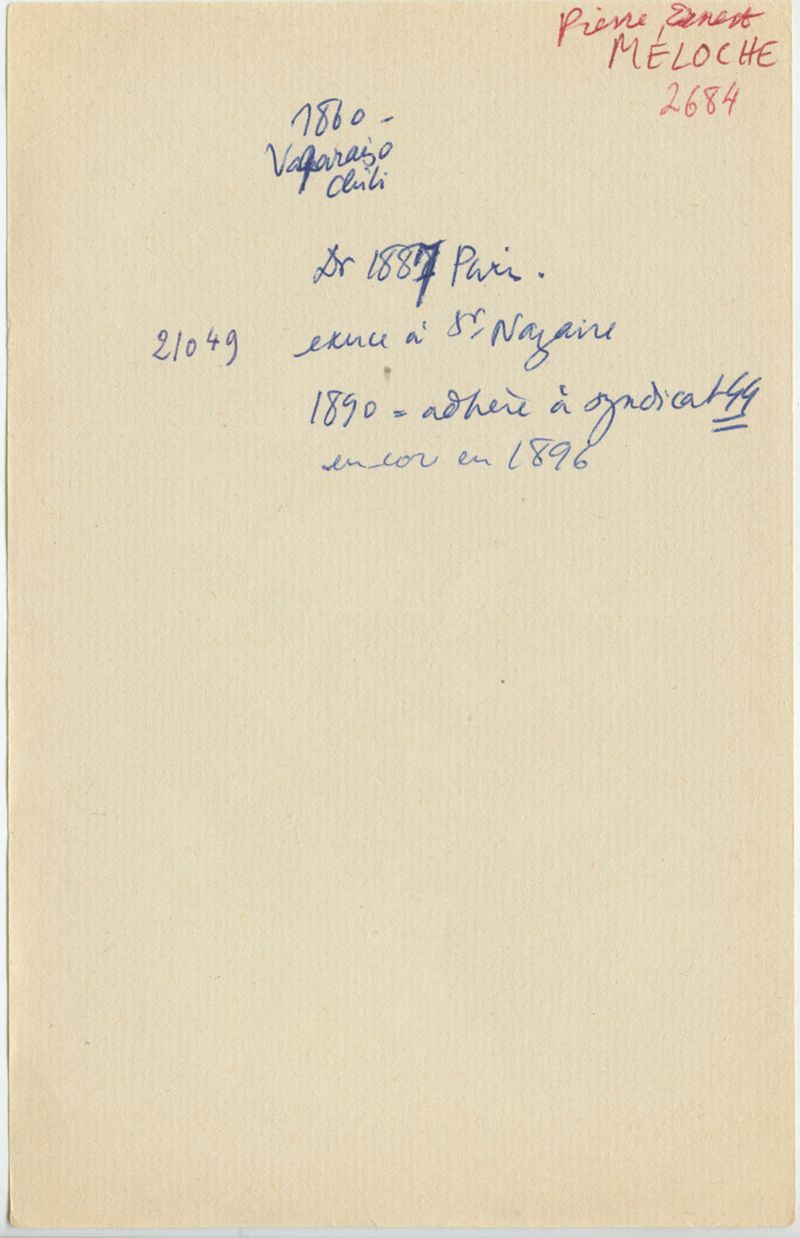 Pierre, Ernest
MÉLOCHE
2684
1860 -
Valparaiso
Chili
Dr 1887 Paris.
21049 exerce à St Nazaire
1890 = adhère à syndicat 44
encor en 1896